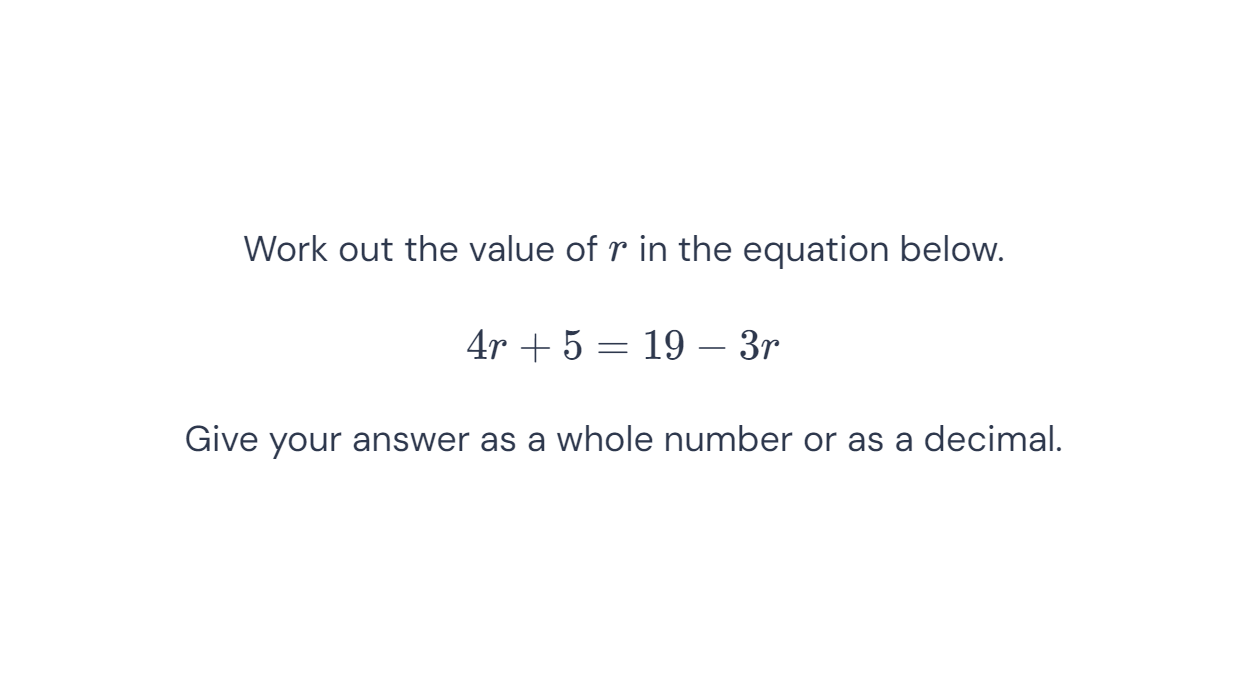 Work out the value of r in the equation below.
4r + 5 = 19 − 3r
Give your answer as a whole number or as a decimal.